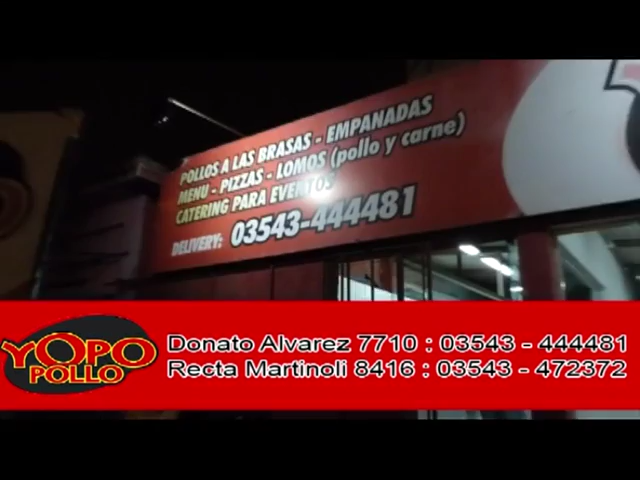 POLLOS A LAS BRASAS - EMPANADAS
MENU - PIZZAS - LOMOS (pollo y carne)
CATERING PARA EVENTOS
DELIVERY: 03543-444481
YOPO
POLLO
Donato Alvarez 7710 : 03543 - 444481
Recta Martinoli 8416 : 03543 - 472372